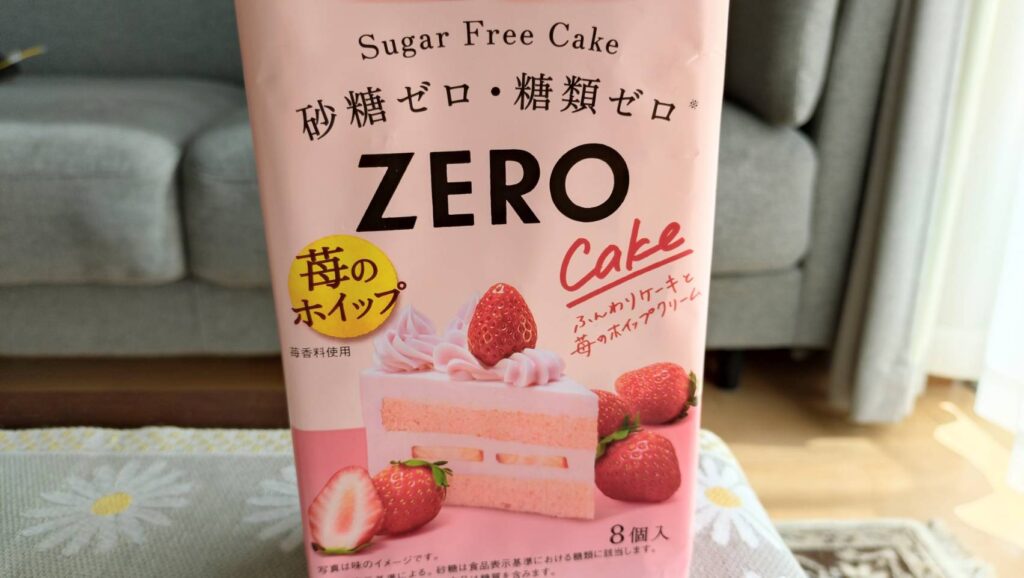 Sugar Free Cake
砂糖ゼロ・糖類ゼロ※
ZERO
Cake
ふんわりケーキと
苺のホイップクリーム
苺の
ホイップ
苺香料使用
8個入
写真は味のイメージです。
による。砂糖は食品表示基準における糖類に該当します。